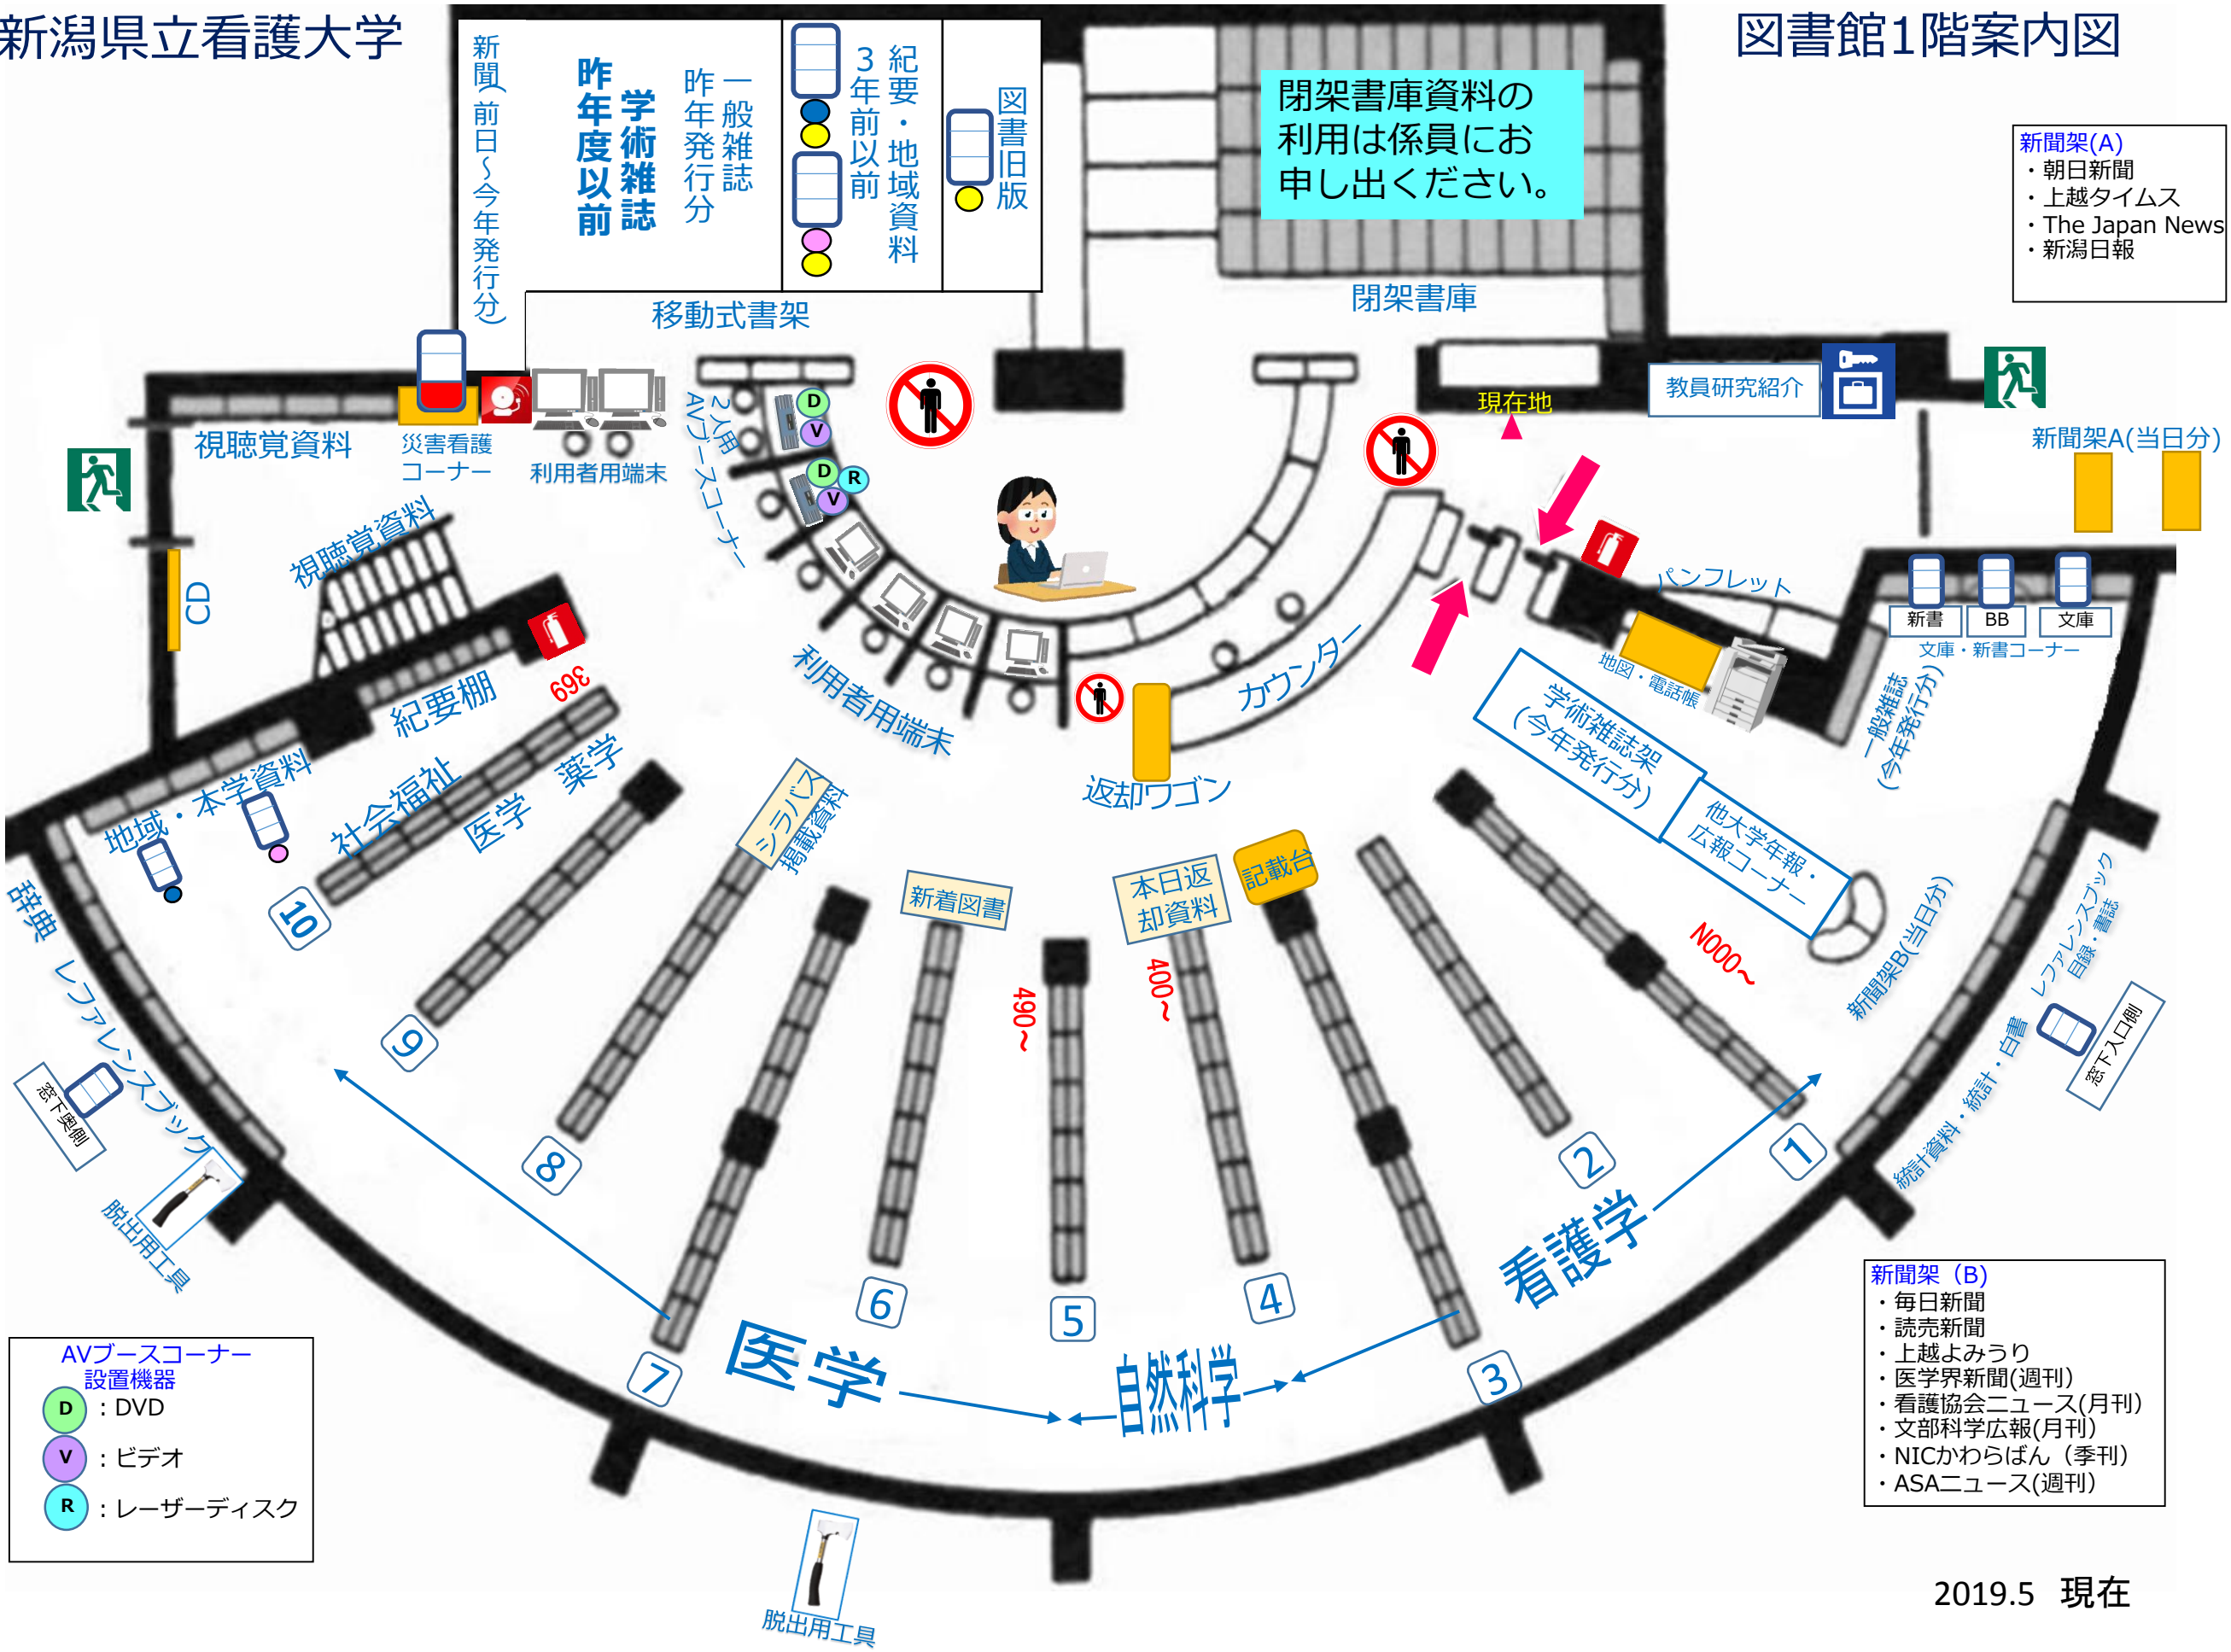 新潟県立看護大学
図書館1階案内図
新聞(前日～今年発行分)
学術雑誌
昨年度以前
一般雑誌
昨年発行分
紀要・地域資料
3年前以前
図書旧版
移動式書架
閉架書庫資料の
利用は係員にお
申し出ください。
閉架書庫
新聞架(A)
・朝日新聞
・上越タイムス
・The Japan News
・新潟日報
現在地
教員研究紹介
新聞架A(当日分)
視聴覚資料
災害看護
コーナー
利用者用端末
2人用
AVブースコーナー
D
V
D
R
V
視聴覚資料
CD
紀要棚
369
地域・本学資料
社会福祉
医学
薬学
利用者用端末
カウンター
返却ワゴン
パンフレット
地図・電話帳
新書
BB
文庫
文庫・新書コーナー
一般雑誌
(今年発行分)
学術雑誌架
(今年発行分)
他大学年報・
広報コーナー
新聞架B(当日分)
シラバス
掲載資料
新着図書
本日返
却資料
記載台
490～
400～
N000～
辞典 レファレンスブック
窓下奥側
脱出用工具
レファレンスブック
目録・書誌
統計資料・統計・白書
窓下入口側
10
9
8
7
6
5
4
3
2
1
医学
自然科学
看護学
AVブースコーナー
設置機器
D：DVD
V：ビデオ
R：レーザーディスク
脱出用工具
新聞架（B)
・毎日新聞
・読売新聞
・上越よみうり
・医学界新聞(週刊)
・看護協会ニュース(月刊)
・文部科学広報(月刊)
・NICかわらばん（季刊)
・ASAニュース(週刊)
2019.5 現在